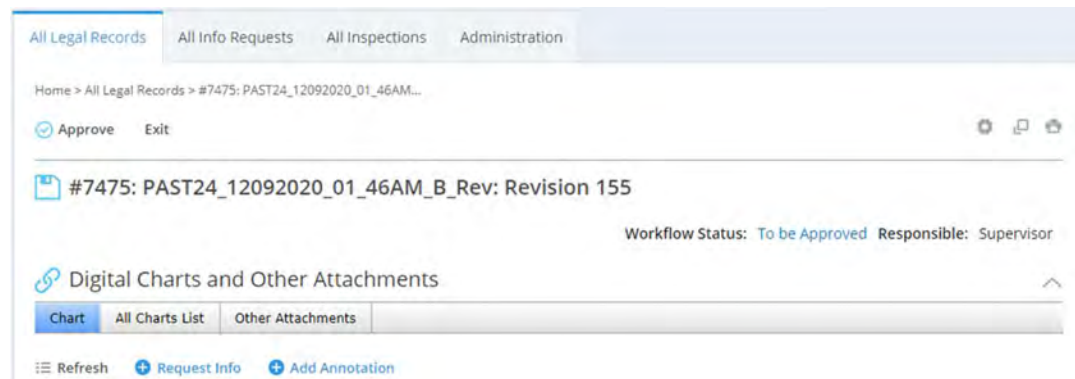 All Legal Records All Info Requests All Inspections Administration
Home > All Legal Records > #7475: PAST24_12092020_01_46AM...
Approve Exit
#7475: PAST24_12092020_01_46AM_B_Rev: Revision 155
Workflow Status: To be Approved Responsible: Supervisor
Digital Charts and Other Attachments
Chart All Charts List Other Attachments
Refresh Request Info Add Annotation